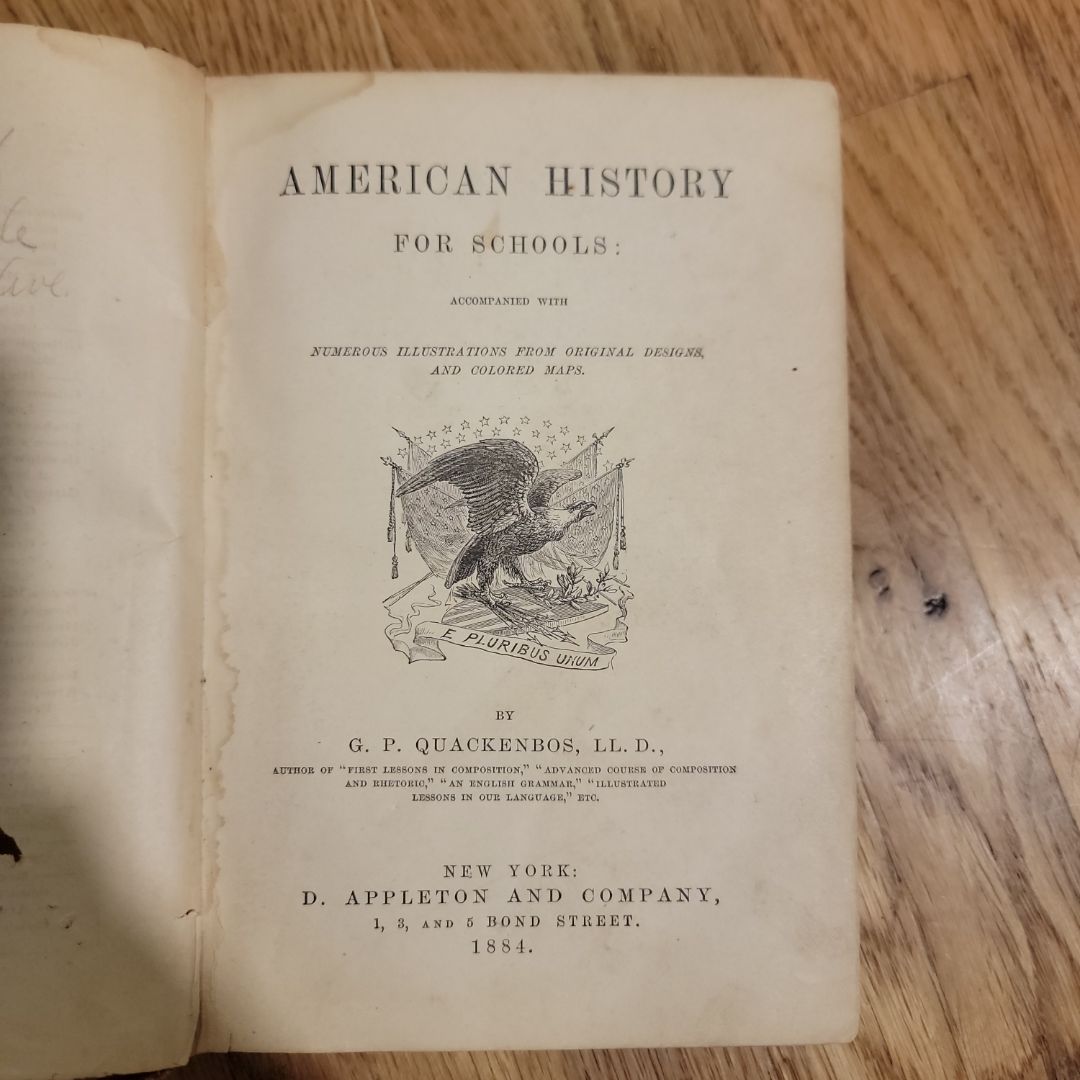 AMERICAN HISTORY
FOR SCHOOLS:
ACCOMPANIED WITH
NUMEROUS ILLUSTRATIONS FROM ORIGINAL DESIGNS,
AND COLORED MAPS.
E PLURIBUS UNUM
BY
G. P. QUACKENBOS, LL. D.,
AUTHOR OF "FIRST LESSONS IN COMPOSITION," "ADVANCED COURSE OF COMPOSITION
AND RHETORIC," "AN ENGLISH GRAMMAR," "ILLUSTRATED
LESSONS IN OUR LANGUAGE," ETC.
NEW YORK:
D. APPLETON AND COMPANY,
1, 3, AND 5 BOND STREET.
1884.